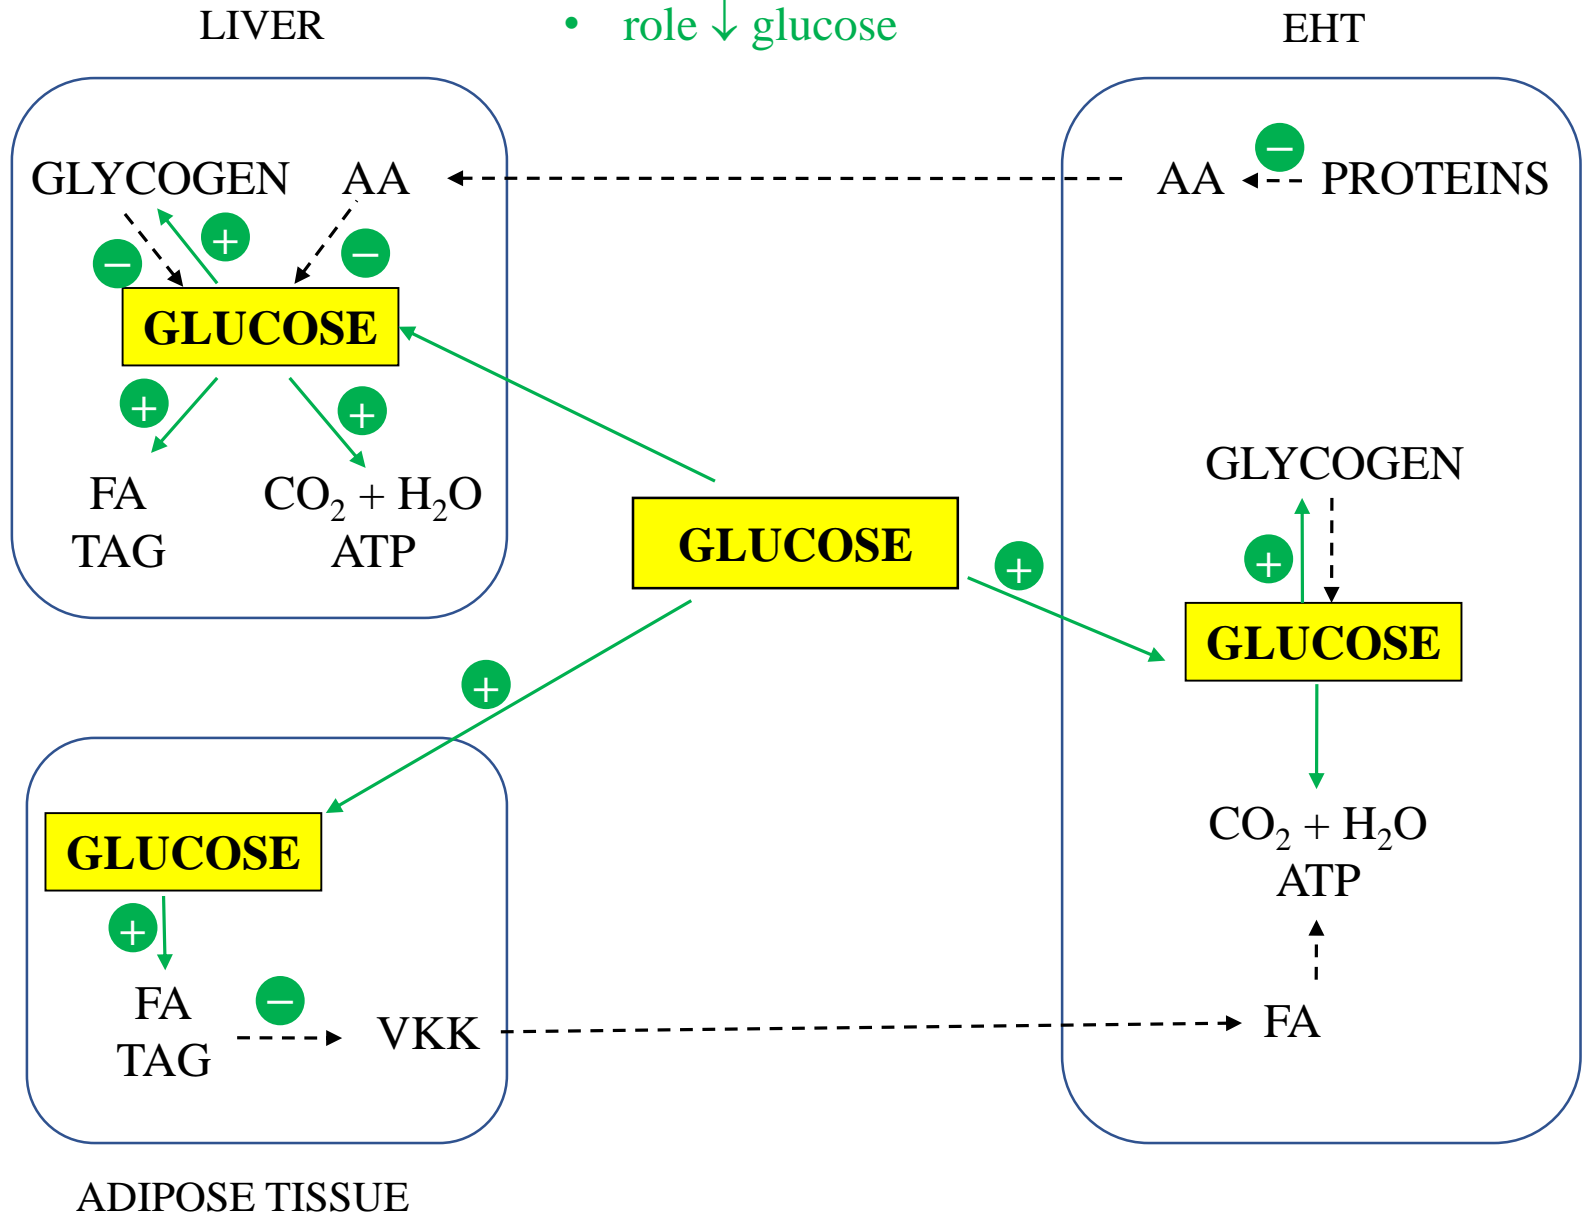 LIVER
• role ↓ glucose
EHT
GLYCOGEN
AA
AA
−
PROTEINS
−
+
−
GLUCOSE
+
+
FA
TAG
CO₂ + H₂O
ATP
GLUCOSE
+
GLYCOGEN
+
GLUCOSE
CO₂ + H₂O
ATP
FA
+
GLUCOSE
+
FA
TAG
−
VKK
ADIPOSE TISSUE